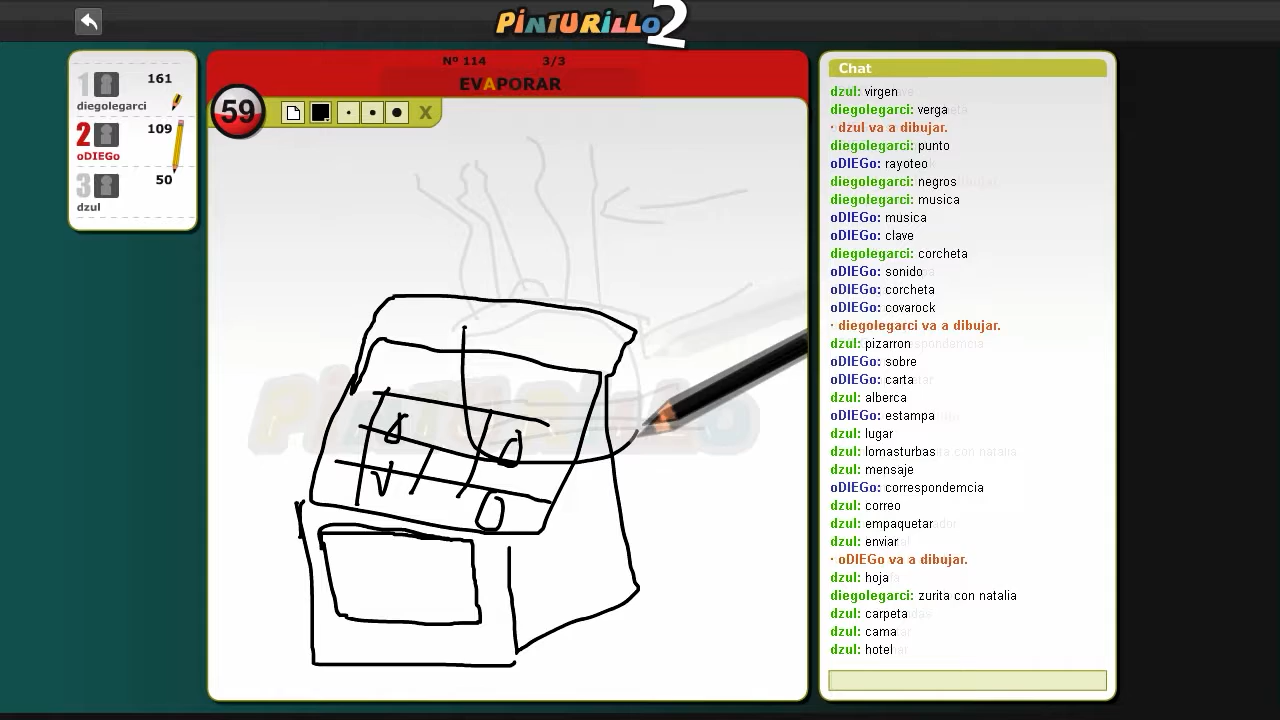 PINTURILLO 2
Nº 114 3/3
EVAPORAR
59
1 161
diegolegarci
2 109
oDIEGo
3 50
dzul
X
Pinturillo
Chat
dzul: virgen
diegolegarci: verga
· dzul va a dibujar.
diegolegarci: punto
oDIEGo: rayoteo
diegolegarci: negros
diegolegarci: musica
oDIEGo: musica
oDIEGo: clave
diegolegarci: corcheta
oDIEGo: sonido
oDIEGo: corcheta
oDIEGo: covarock
· diegolegarci va a dibujar.
dzul: pizarron
oDIEGo: sobre
oDIEGo: carta
dzul: alberca
oDIEGo: estampa
dzul: lugar
dzul: lomasturbas
dzul: mensaje
oDIEGo: correspondemcia
dzul: correo
dzul: empaquetar
dzul: enviar
· oDIEGo va a dibujar.
dzul: hoja
diegolegarci: zurita con natalia
dzul: carpeta
dzul: cama
dzul: hotel